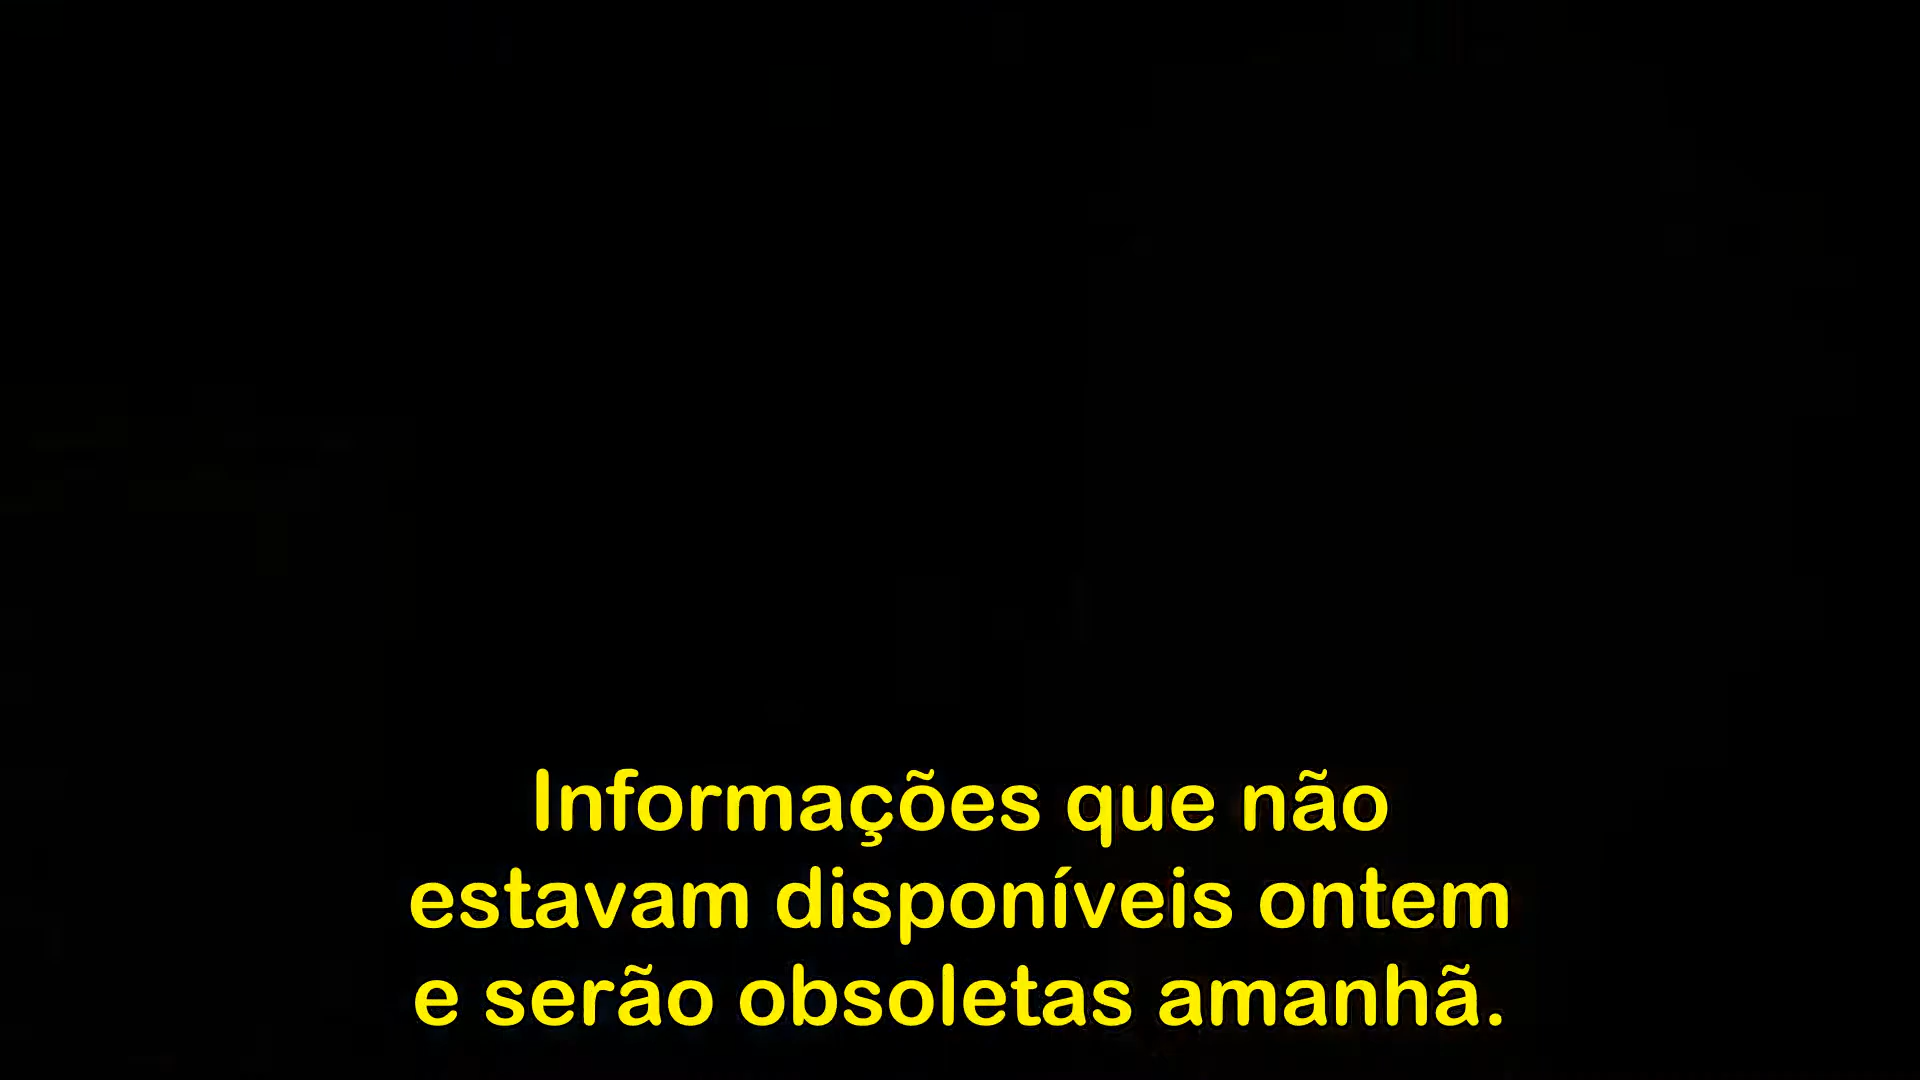 Informações que não
estavam disponíveis ontem
e serão obsoletas amanhã.